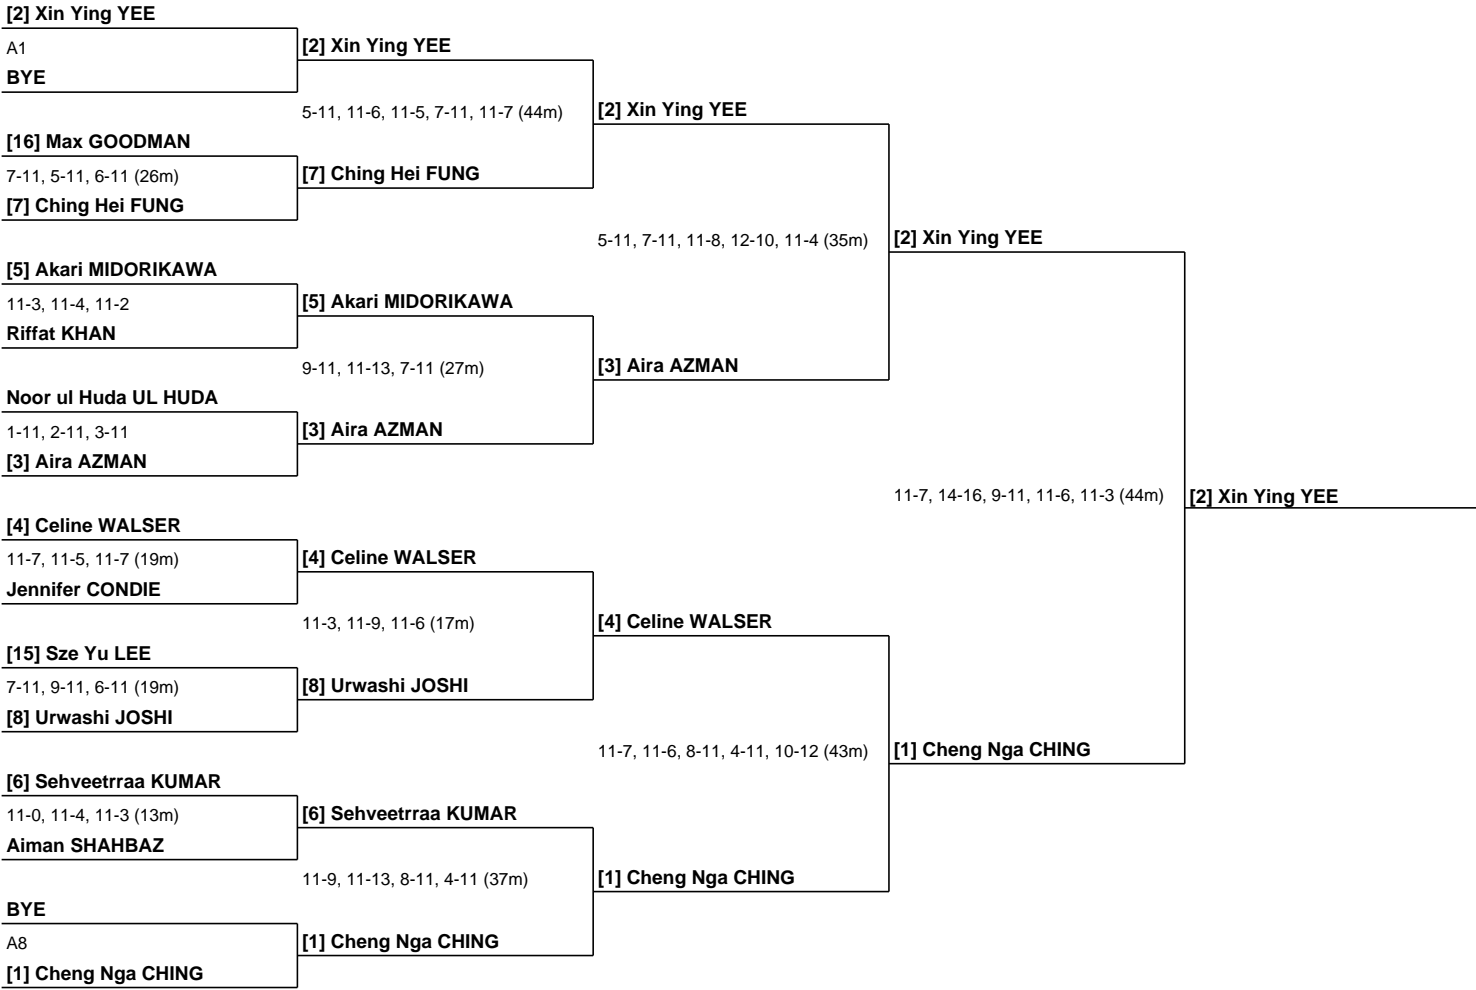 [2] Xin Ying YEE
A1
BYE
[16] Max GOODMAN
7-11, 5-11, 6-11 (26m)
[7] Ching Hei FUNG
[5] Akari MIDORIKAWA
11-3, 11-4, 11-2
Riffat KHAN
Noor ul Huda UL HUDA
1-11, 2-11, 3-11
[3] Aira AZMAN
[4] Celine WALSER
11-7, 11-5, 11-7 (19m)
Jennifer CONDIE
[15] Sze Yu LEE
7-11, 9-11, 6-11 (19m)
[8] Urwashi JOSHI
[6] Sehveetrraa KUMAR
11-0, 11-4, 11-3 (13m)
Aiman SHAHBAZ
BYE
A8
[1] Cheng Nga CHING
[2] Xin Ying YEE
5-11, 11-6, 11-5, 7-11, 11-7 (44m)
[7] Ching Hei FUNG
[5] Akari MIDORIKAWA
9-11, 11-13, 7-11 (27m)
[3] Aira AZMAN
[4] Celine WALSER
11-3, 11-9, 11-6 (17m)
[8] Urwashi JOSHI
[6] Sehveetrraa KUMAR
11-9, 11-13, 8-11, 4-11 (37m)
[1] Cheng Nga CHING
[2] Xin Ying YEE
5-11, 7-11, 11-8, 12-10, 11-4 (35m)
[3] Aira AZMAN
[4] Celine WALSER
11-7, 11-6, 8-11, 4-11, 10-12 (43m)
[1] Cheng Nga CHING
[2] Xin Ying YEE
11-7, 14-16, 9-11, 11-6, 11-3 (44m)
[1] Cheng Nga CHING
[2] Xin Ying YEE